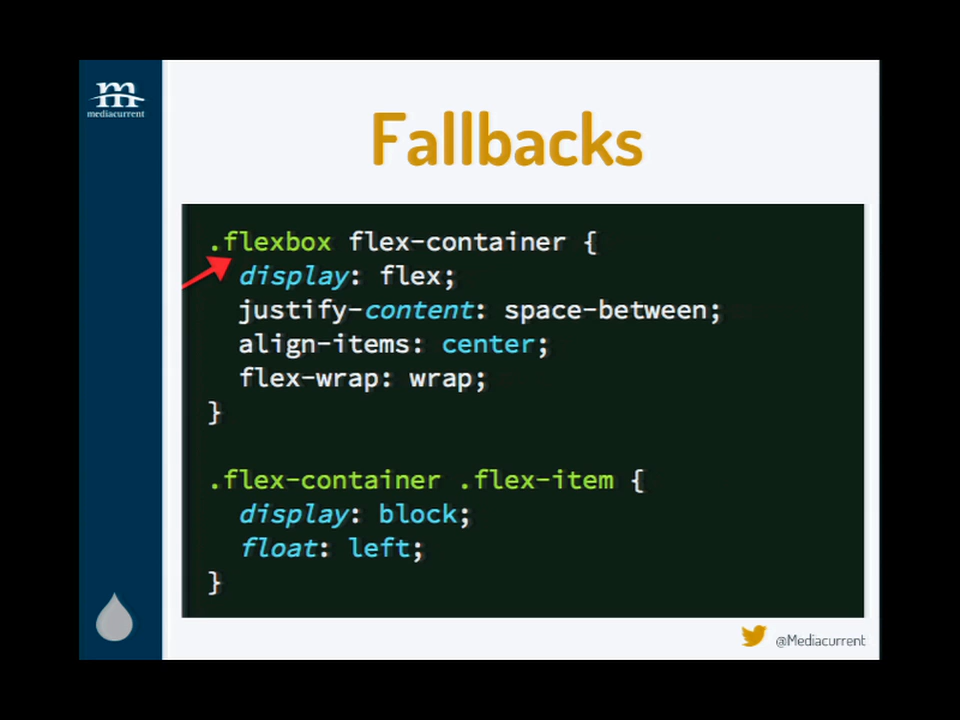 m
mediacurrent
Fallbacks
.flexbox flex-container {
  display: flex;
  justify-content: space-between;
  align-items: center;
  flex-wrap: wrap;
}

.flex-container .flex-item {
  display: block;
  float: left;
}
@Mediacurrent